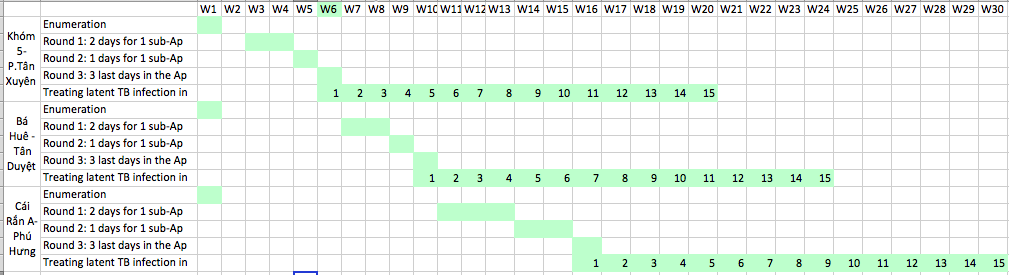 W1 W2 W3 W4 W5 W6 W7 W8 W9 W10 W11 W12 W13 W14 W15 W16 W17 W18 W19 W20 W21 W22 W23 W24 W25 W26 W27 W28 W29 W30
Khóm 5-
P.Tân
Xuyên
Enumeration
Round 1: 2 days for 1 sub-Ap
Round 2: 1 days for 1 sub-Ap
Round 3: 3 last days in the Ap
Treating latent TB infection in 1 2 3 4 5 6 7 8 9 10 11 12 13 14 15
Bá
Huê -
Tân
Duyệt
Enumeration
Round 1: 2 days for 1 sub-Ap
Round 2: 1 days for 1 sub-Ap
Round 3: 3 last days in the Ap
Treating latent TB infection in 1 2 3 4 5 6 7 8 9 10 11 12 13 14 15
Cái
Rắn A-
Phú
Hưng
Enumeration
Round 1: 2 days for 1 sub-Ap
Round 2: 1 days for 1 sub-Ap
Round 3: 3 last days in the Ap
Treating latent TB infection in 1 2 3 4 5 6 7 8 9 10 11 12 13 14 15